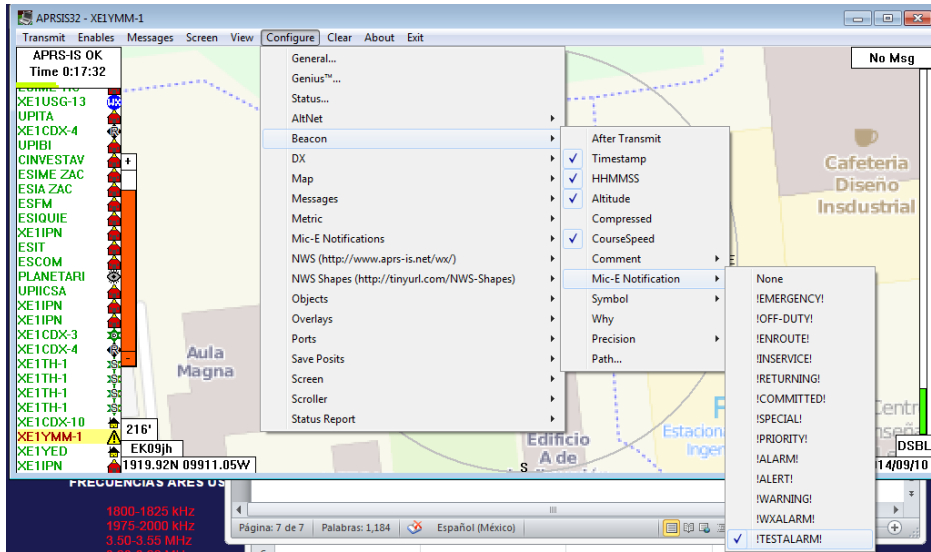 APRSIS32 - XE1YMM-1
Transmit Enables Messages Screen View Configure Clear About Exit
APRS-IS OK
Time 0:17:32
No Msg
XE1USG-13
UPITA
XE1CDX-4
UPIBI
CINVESTAV
ESIME ZAC
ESIA ZAC
ESFM
ESIQUIE
XE1IPN
ESIT
ESCOM
PLANETARI
UPIICSA
XE1IPN
XE1IPN
XE1CDX-3
XE1CDX-4
XE1TH-1
XE1TH-1
XE1TH-1
XE1TH-1
XE1CDX-10
XE1YMM-1
XE1YED
XE1IPN
+
-
216'
EK09jh
1919.92N 09911.05W
General...
Genius™...
Status...
AltNet
Beacon
DX
Map
Messages
Metric
Mic-E Notifications
NWS (http://www.aprs-is.net/wx/)
NWS Shapes (http://tinyurl.com/NWS-Shapes)
Objects
Overlays
Ports
Save Posits
Screen
Scroller
Status Report
After Transmit
Timestamp
HHMMSS
Altitude
Compressed
CourseSpeed
Comment
Mic-E Notification
Symbol
Why
Precision
Path...
None
!EMERGENCY!
!OFF-DUTY!
!ENROUTE!
!INSERVICE!
!RETURNING!
!COMMITTED!
!SPECIAL!
!PRIORITY!
!ALARM!
!ALERT!
!WARNING!
!WXALARM!
!TESTALARM!
Cafeteria
Diseño
Insdustrial
E
Aula
Magna
Edificio
A de
S
DSBL
14/09/10
FRECUENCIAS ARES
1800-1825 kHz
1975-2000 kHz
3.50-3.55 MHz
Página: 7 de 7 Palabras: 1,184 Español (México)